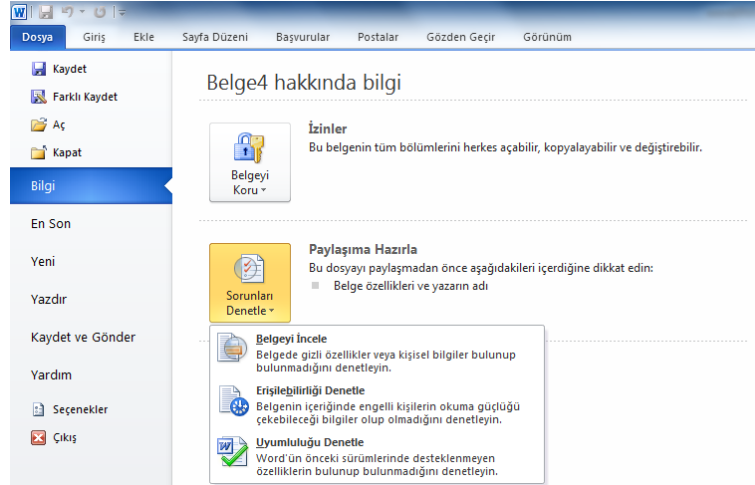 Dosya Giriş Ekle Sayfa Düzeni Başvurular Postalar Gözden Geçir Görünüm
Kaydet
Farklı Kaydet
Aç
Kapat
Bilgi
En Son
Yeni
Yazdır
Kaydet ve Gönder
Yardım
Seçenekler
Çıkış
Belge4 hakkında bilgi
Belgeyi
Koru
İzinler
Bu belgenin tüm bölümlerini herkes açabilir, kopyalayabilir ve değiştirebilir.
Sorunları
Denetle
Paylaşıma Hazırla
Bu dosyayı paylaşmadan önce aşağıdakileri içerdiğine dikkat edin:
Belge özellikleri ve yazarın adı
Belgeyi İncele
Belgede gizli özellikler veya kişisel bilgiler bulunup
bulunmadığını denetleyin.
Erişilebilirliği Denetle
Belgenin içeriğinde engelli kişilerin okuma güçlüğü
çekebileceği bilgiler olup olmadığını denetleyin.
Uyumluluğu Denetle
Word'ün önceki sürümlerinde desteklenmeyen
özelliklerin bulunup bulunmadığını denetleyin.